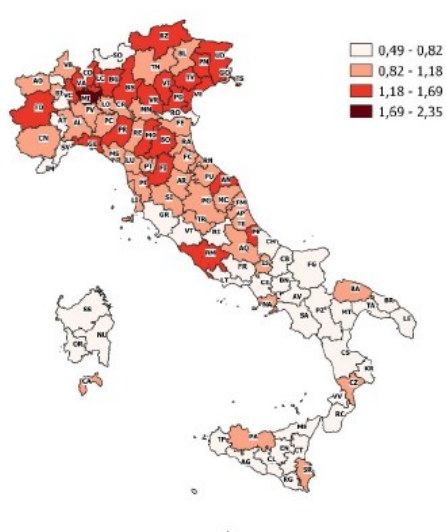 0,49 - 0,82
0,82 - 1,18
1,18 - 1,69
1,69 - 2,35
BZ
SO
BL
UD
VB
TN
PN
AO
CO
LC
BG
GO
TS
VA
TV
BS
VI
MI
VR
PD
VE
TO
LO
CR
MN
RO
PV
AT
AL
PC
FE
PR
RE
MO
BO
CN
GE
RA
SV
MS
FC
RN
IM
LU
PT
FI
PU
AN
PI
AR
LI
SI
MC
FM
AP
GR
TE
TR
VT
RI
PE
AQ
CH
RM
FR
IS
CB
FG
LT
CE
BN
BA
NA
AV
BR
SA
PZ
MT
TA
LE
SS
NU
OR
CS
CA
KR
CZ
VV
RC
ME
TP
PA
EN
CT
AG
CL
SR
RG